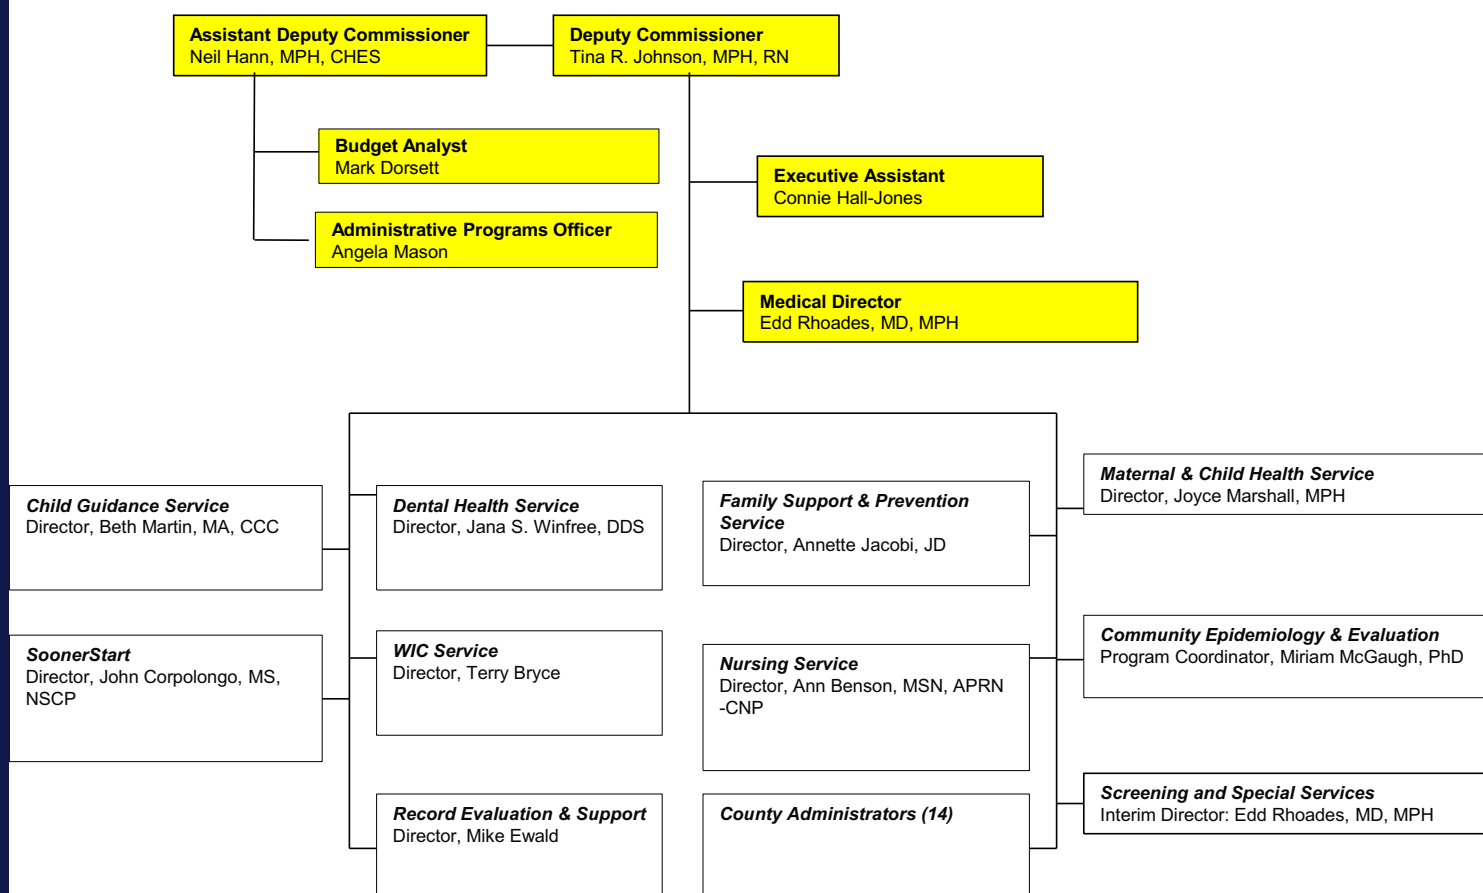 Assistant Deputy Commissioner
Neil Hann, MPH, CHES
Deputy Commissioner
Tina R. Johnson, MPH, RN
Budget Analyst
Mark Dorsett
Executive Assistant
Connie Hall-Jones
Administrative Programs Officer
Angela Mason
Medical Director
Edd Rhoades, MD, MPH
Child Guidance Service
Director, Beth Martin, MA, CCC
Dental Health Service
Director, Jana S. Winfree, DDS
Family Support & Prevention
Service
Director, Annette Jacobi, JD
Maternal & Child Health Service
Director, Joyce Marshall, MPH
SoonerStart
Director, John Corpolongo, MS,
NSCP
WIC Service
Director, Terry Bryce
Nursing Service
Director, Ann Benson, MSN, APRN
-CNP
Community Epidemiology & Evaluation
Program Coordinator, Miriam McGaugh, PhD
Record Evaluation & Support
Director, Mike Ewald
County Administrators (14)
Screening and Special Services
Interim Director: Edd Rhoades, MD, MPH